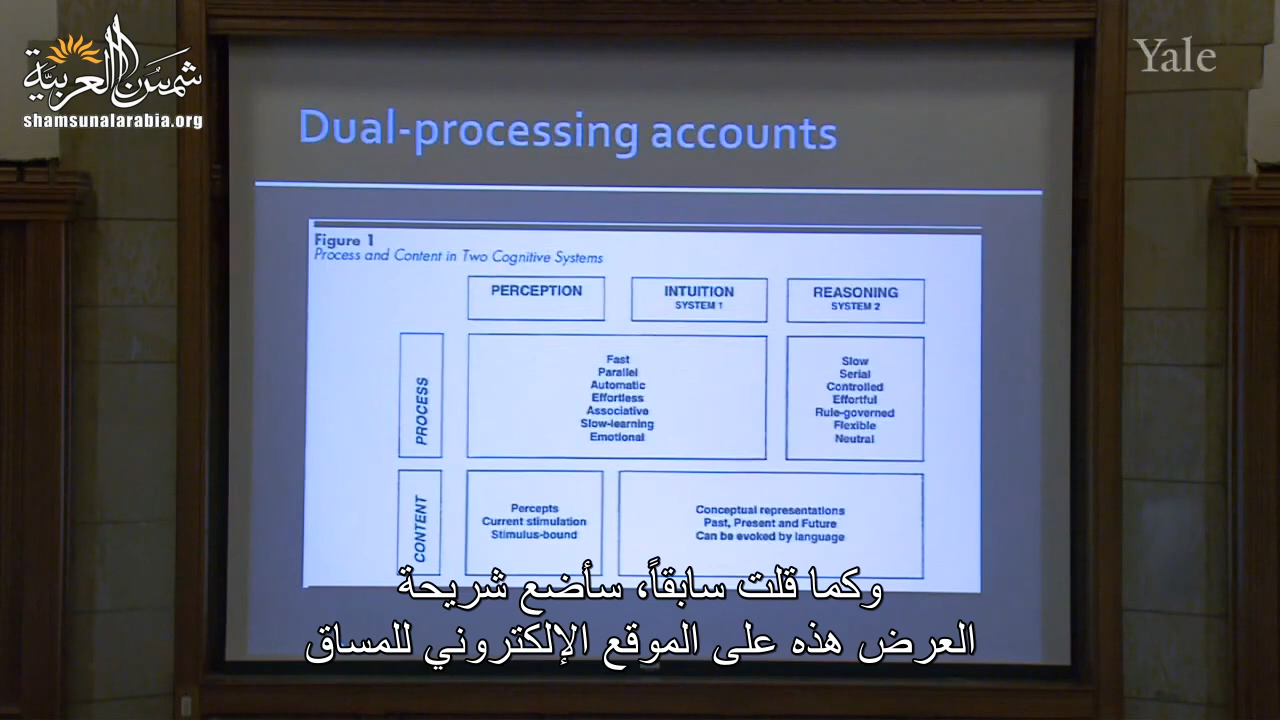 شمس العربية
shamsunalarabia.org
Yale
Dual-processing accounts
Figure 1
Process and Content in Two Cognitive Systems
PERCEPTION
INTUITION
SYSTEM 1
REASONING
SYSTEM 2
PROCESS
Fast
Parallel
Automatic
Effortless
Associative
Slow-learning
Emotional
Slow
Serial
Controlled
Effortful
Rule-governed
Flexible
Neutral
CONTENT
Percepts
Current stimulation
Stimulus-bound
Conceptual representations
Past, Present and Future
Can be evoked by language
وكما قلت سابقاً، سأضع شريحة
العرض هذه على الموقع الإلكتروني للمساق